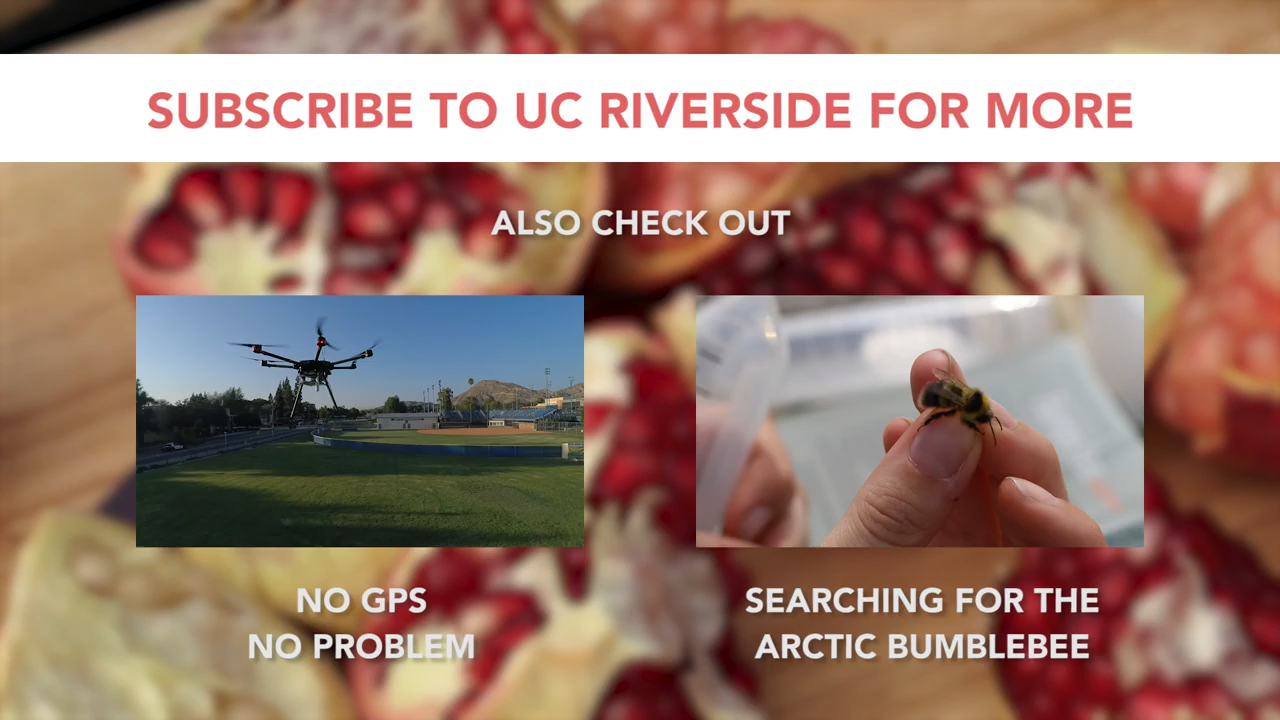 SUBSCRIBE TO UC RIVERSIDE FOR MORE
ALSO CHECK OUT
NO GPS
NO PROBLEM
SEARCHING FOR THE
ARCTIC BUMBLEBEE